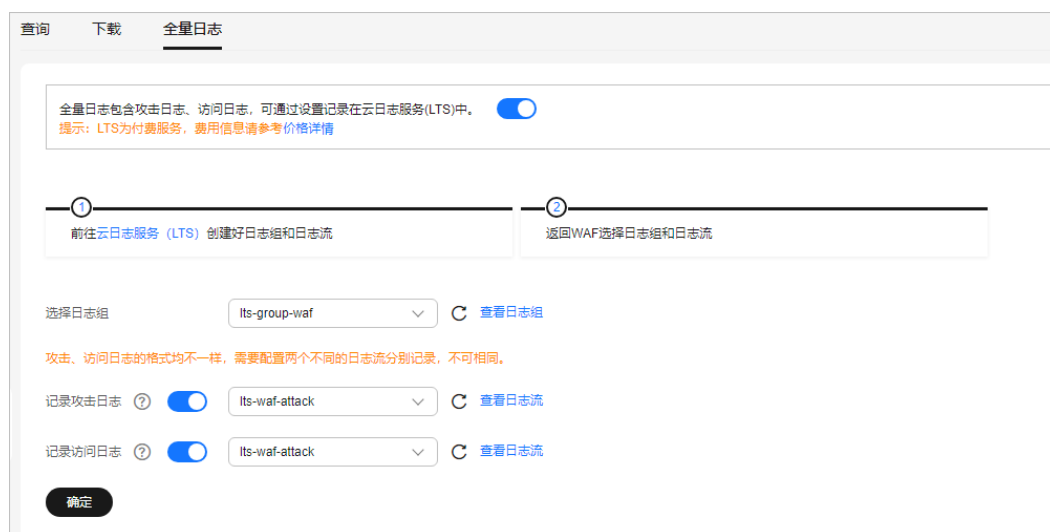 查询 下载 全量日志
全量日志包含攻击日志、访问日志，可通过设置记录在云日志服务(LTS)中。
提示：LTS为付费服务，费用信息请参考价格详情
1 2
前往云日志服务（LTS）创建好日志组和日志流 返回WAF选择日志组和日志流
选择日志组 lts-group-waf 查看日志组
攻击、访问日志的格式均不一样，需要配置两个不同的日志流分别记录，不可相同。
记录攻击日志 ? lts-waf-attack 查看日志流
记录访问日志 ? lts-waf-attack 查看日志流
确定